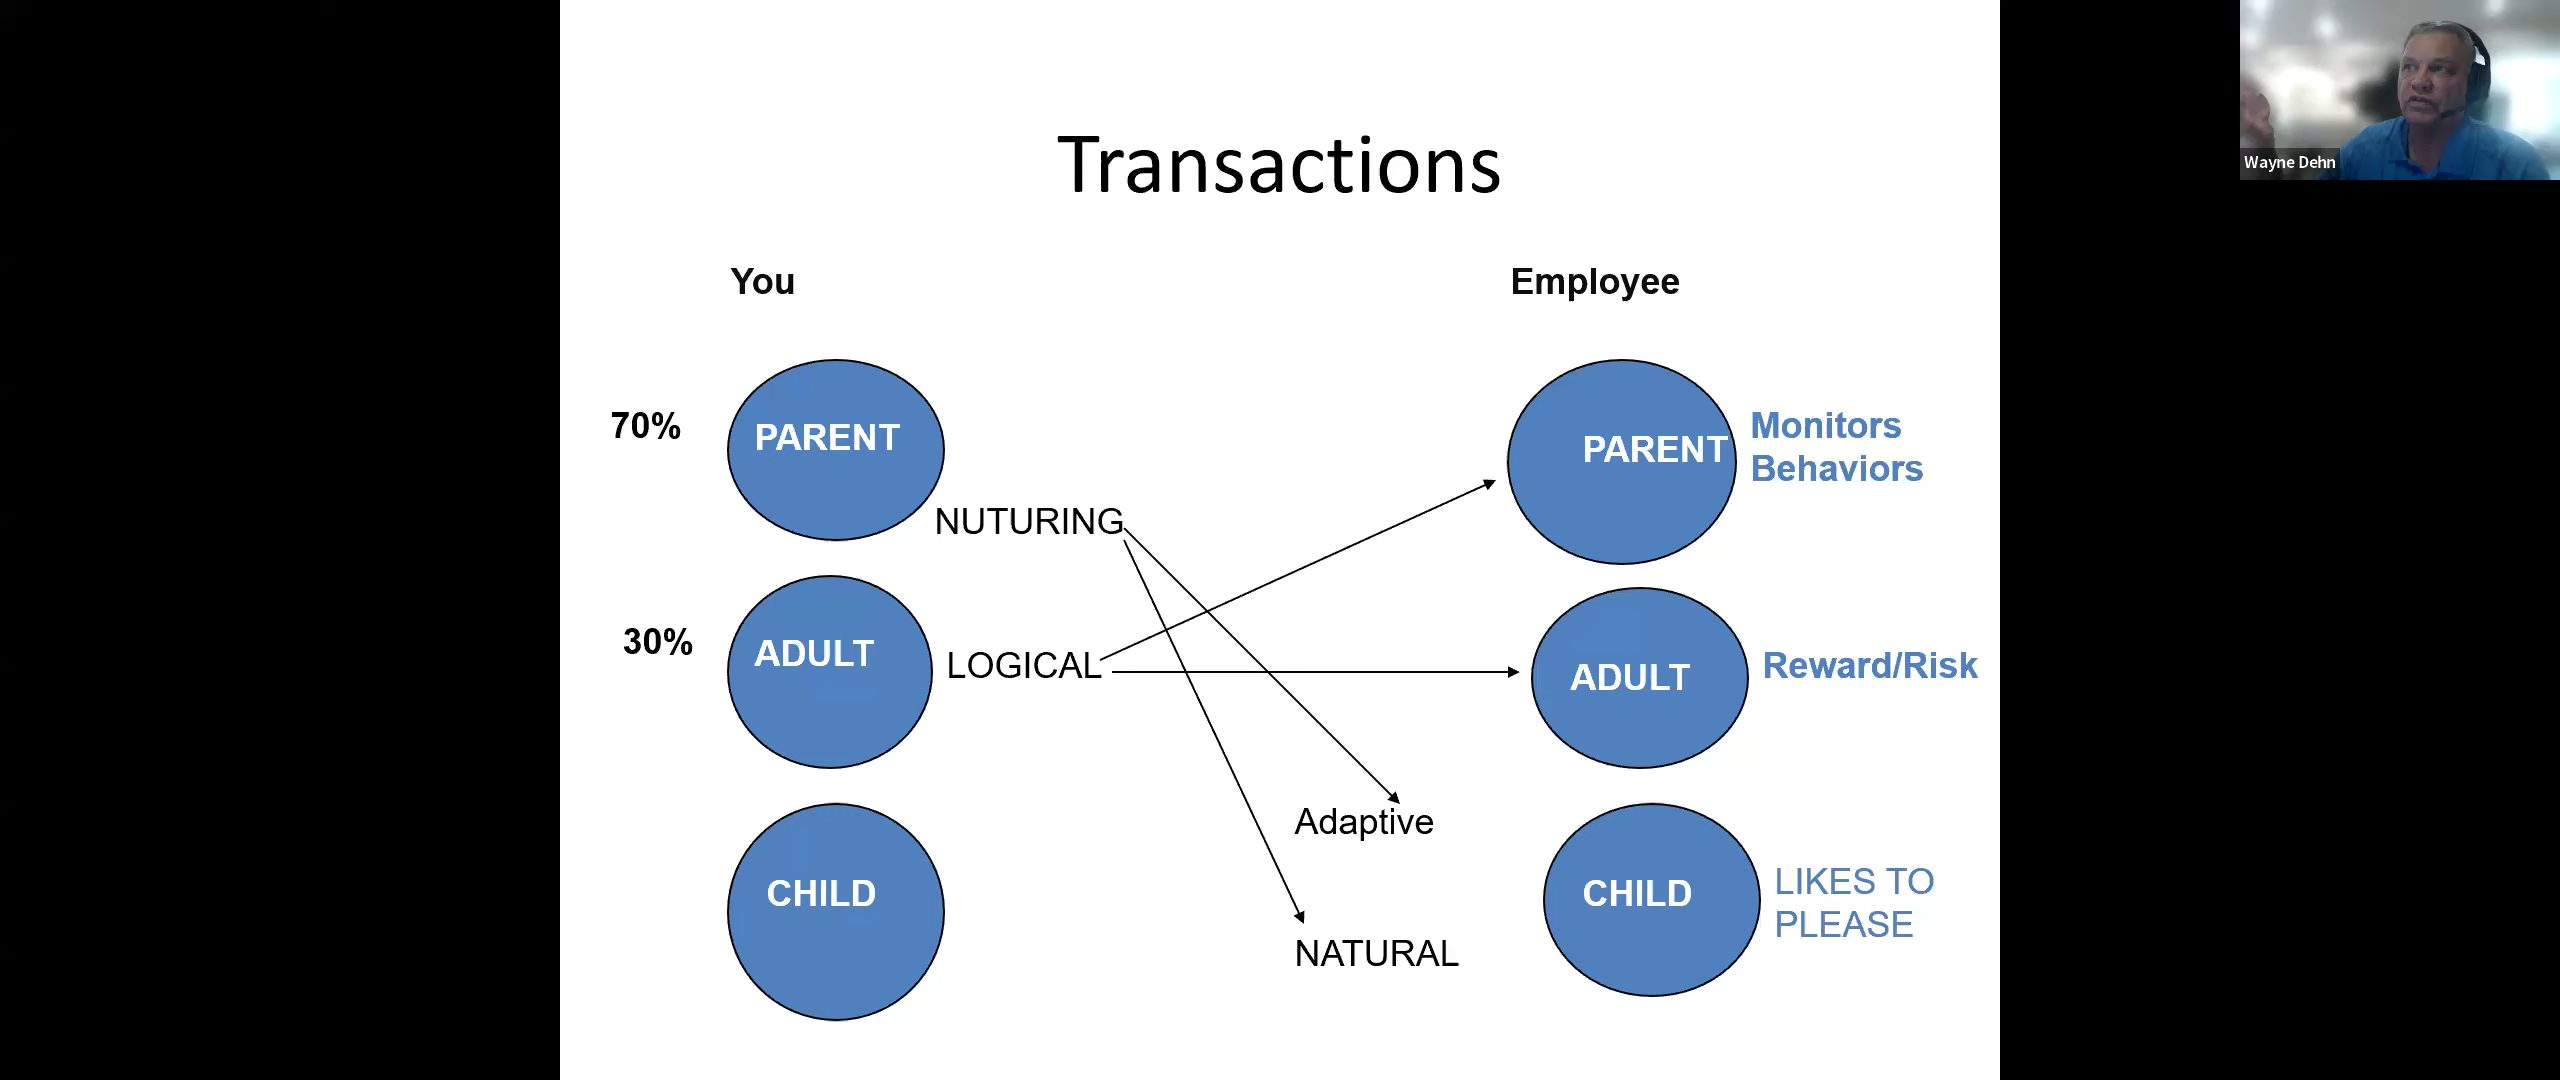 Wayne Dehn
Transactions
You
Employee
70%
PARENT
PARENT
Monitors
Behaviors
NUTURING
30%
ADULT
LOGICAL
ADULT
Reward/Risk
Adaptive
CHILD
NATURAL
CHILD
LIKES TO
PLEASE